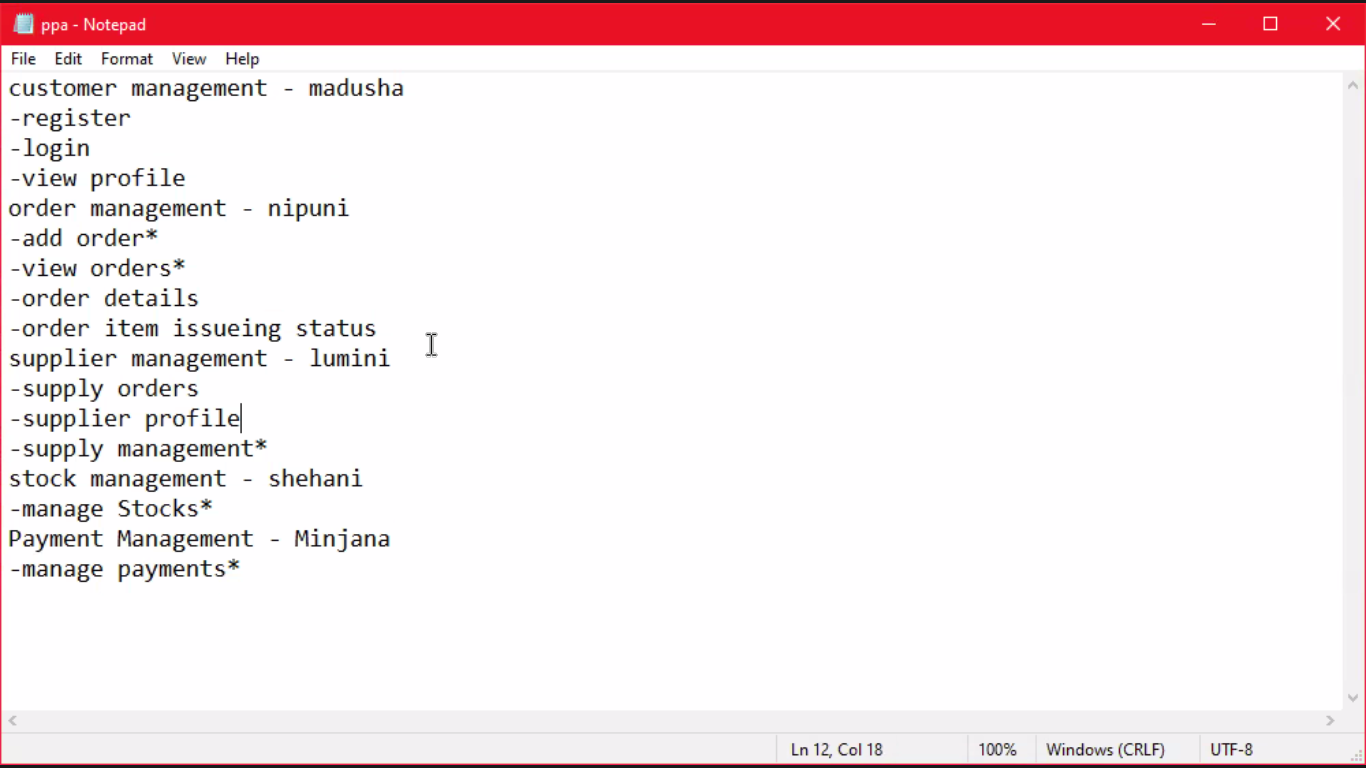 ppa - Notepad
File Edit Format View Help
customer management - madusha
-register
-login
-view profile
order management - nipuni
-add order*
-view orders*
-order details
-order item issueing status
supplier management - lumini
-supply orders
-supplier profile
-supply management*
stock management - shehani
-manage Stocks*
Payment Management - Minjana
-manage payments*
Ln 12, Col 18 100% Windows (CRLF) UTF-8